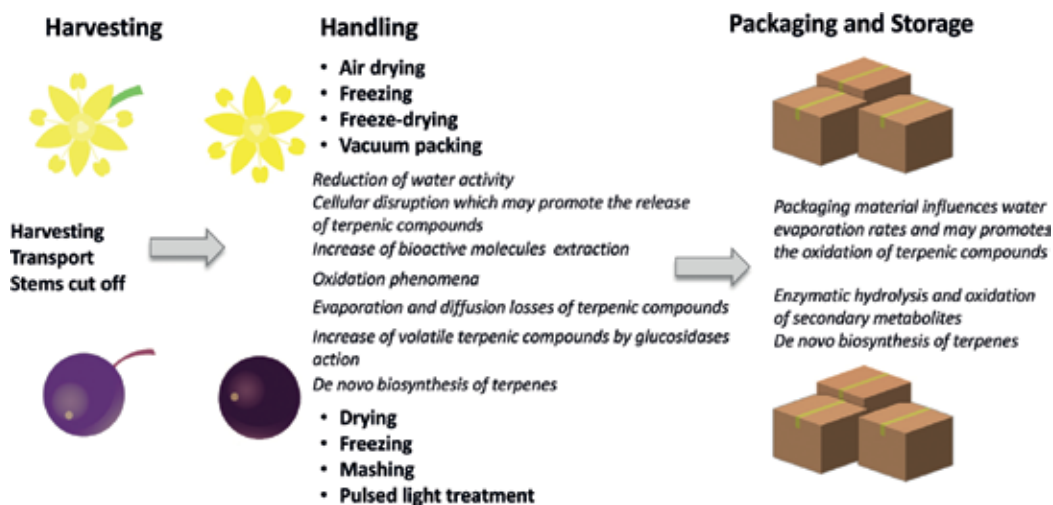 Harvesting
Harvesting
Transport
Stems cut off
Handling
• Air drying
• Freezing
• Freeze-drying
• Vacuum packing
Reduction of water activity
Cellular disruption which may promote the release
of terpenic compounds
Increase of bioactive molecules extraction
Oxidation phenomena
Evaporation and diffusion losses of terpenic compounds
Increase of volatile terpenic compounds by glucosidases
action
De novo biosynthesis of terpenes
• Drying
• Freezing
• Mashing
• Pulsed light treatment
Packaging and Storage
Packaging material influences water
evaporation rates and may promotes
the oxidation of terpenic compounds
Enzymatic hydrolysis and oxidation
of secondary metabolites
De novo biosynthesis of terpenes